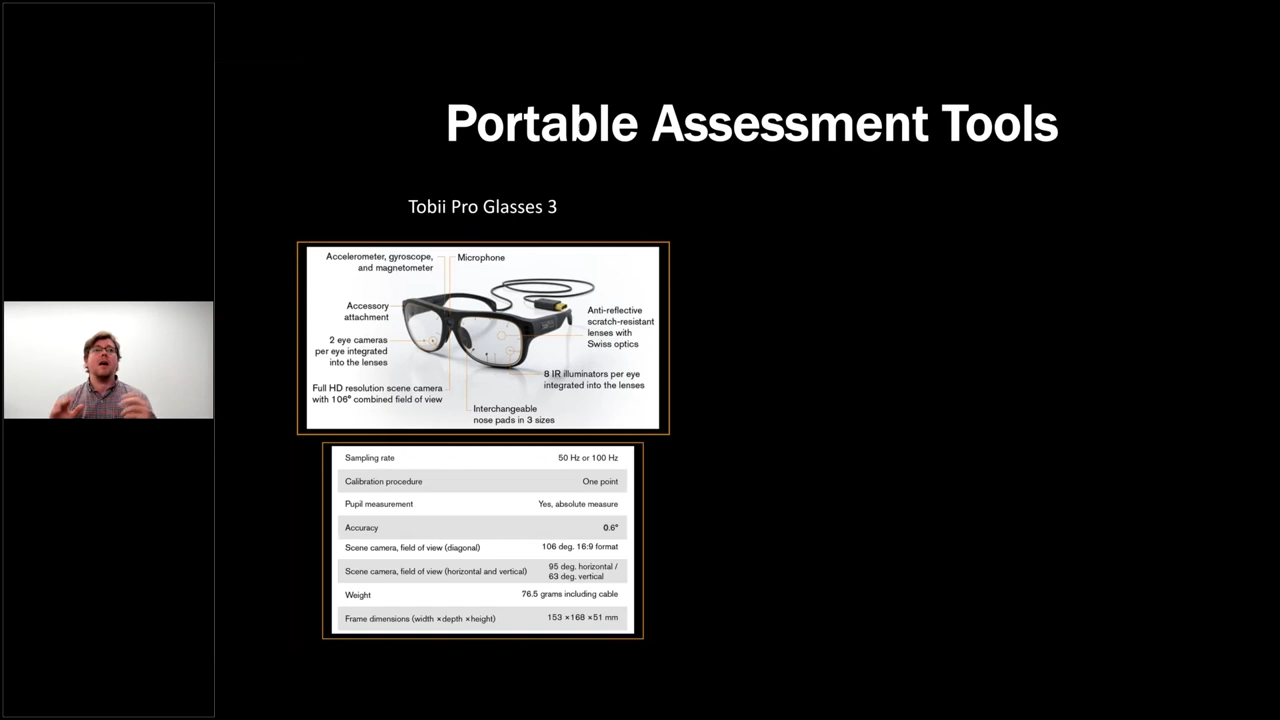 Portable Assessment Tools
Tobii Pro Glasses 3
Accelerometer, gyroscope,
and magnetometer
Microphone
Accessory
attachment
Anti-reflective
scratch-resistant
lenses with
Swiss optics
2 eye cameras
per eye integrated
into the lenses
8 IR illuminators per eye
integrated into the lenses
Full HD resolution scene camera
with 106° combined field of view
Interchangeable
nose pads in 3 sizes
Sampling rate 50 Hz or 100 Hz
Calibration procedure One point
Pupil measurement Yes, absolute measure
Accuracy 0.6°
Scene camera, field of view (diagonal) 106 deg. 16:9 format
Scene camera, field of view (horizontal and vertical) 95 deg. horizontal /
63 deg. vertical
Weight 76.5 grams including cable
Frame dimensions (width ×depth ×height) 153 ×168 ×51 mm